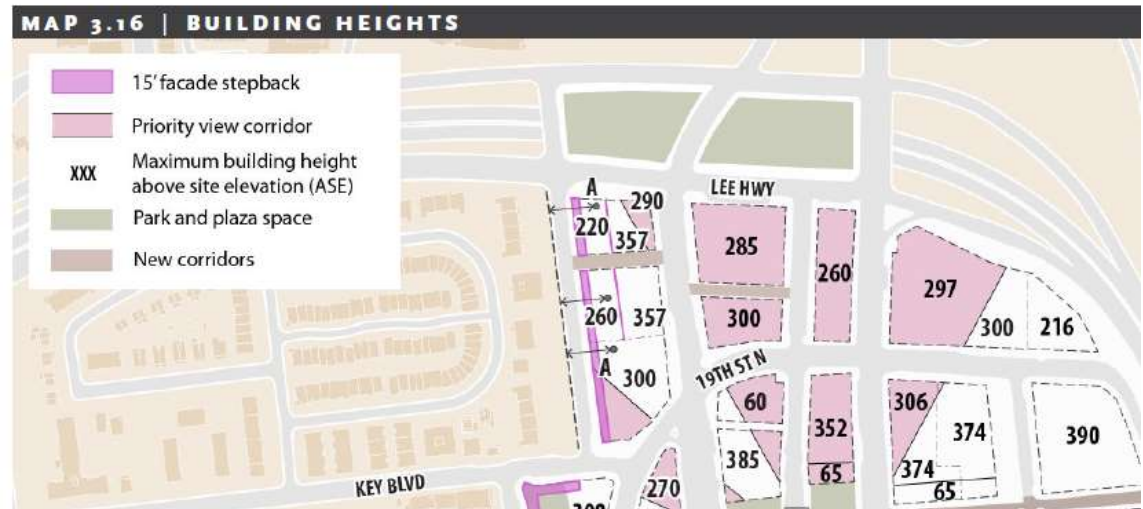 MAP 3.16 | BUILDING HEIGHTS
15' facade stepback
Priority view corridor
XXX
Maximum building height
above site elevation (ASE)
Park and plaza space
New corridors
LEE HWY
A
290
220
357
285
260
297
260
357
300
300
216
A
300
19TH ST N
60
352
306
374
390
385
65
374
65
270
KEY BLVD